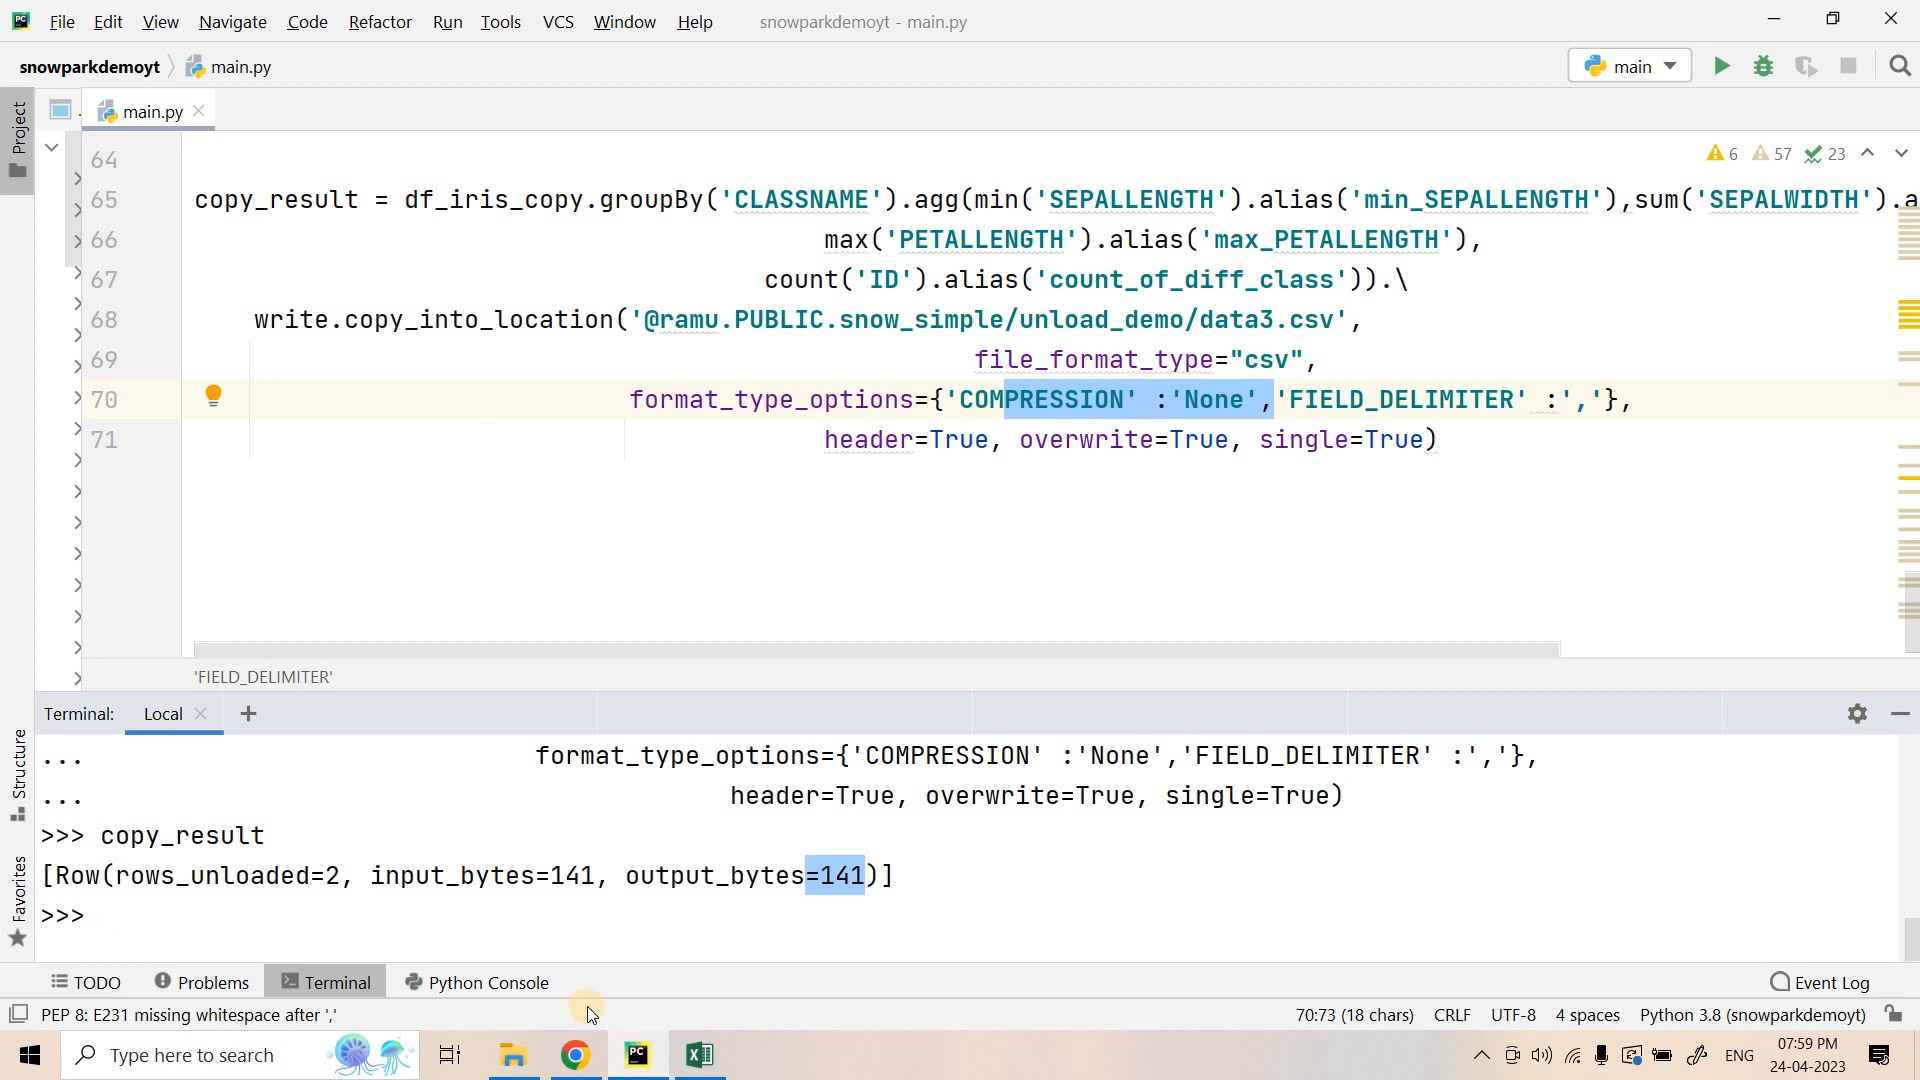 File Edit View Navigate Code Refactor Run Tools VCS Window Help snowparkdemoyt - main.py
snowparkdemoyt main.py main
Project
main.py
64 6 57 23
65 copy_result = df_iris_copy.groupBy('CLASSNAME').agg(min('SEPALLENGTH').alias('min_SEPALLENGTH'),sum('SEPALWIDTH').a
66 max('PETALLENGTH').alias('max_PETALLENGTH'),
67 count('ID').alias('count_of_diff_class')).\
68 write.copy_into_location('@ramu.PUBLIC.snow_simple/unload_demo/data3.csv',
69 file_format_type="csv",
70 format_type_options={'COMPRESSION' :'None','FIELD_DELIMITER' :','},
71 header=True, overwrite=True, single=True)
'FIELD_DELIMITER'
Terminal: Local
... format_type_options={'COMPRESSION' :'None','FIELD_DELIMITER' :','},
... header=True, overwrite=True, single=True)
>>> copy_result
[Row(rows_unloaded=2, input_bytes=141, output_bytes=141)]
>>>
Structure
Favorites
TODO Problems Terminal Python Console Event Log
PEP 8: E231 missing whitespace after ',' 70:73 (18 chars) CRLF UTF-8 4 spaces Python 3.8 (snowparkdemoyt)
Type here to search ENG 07:59 PM
24-04-2023